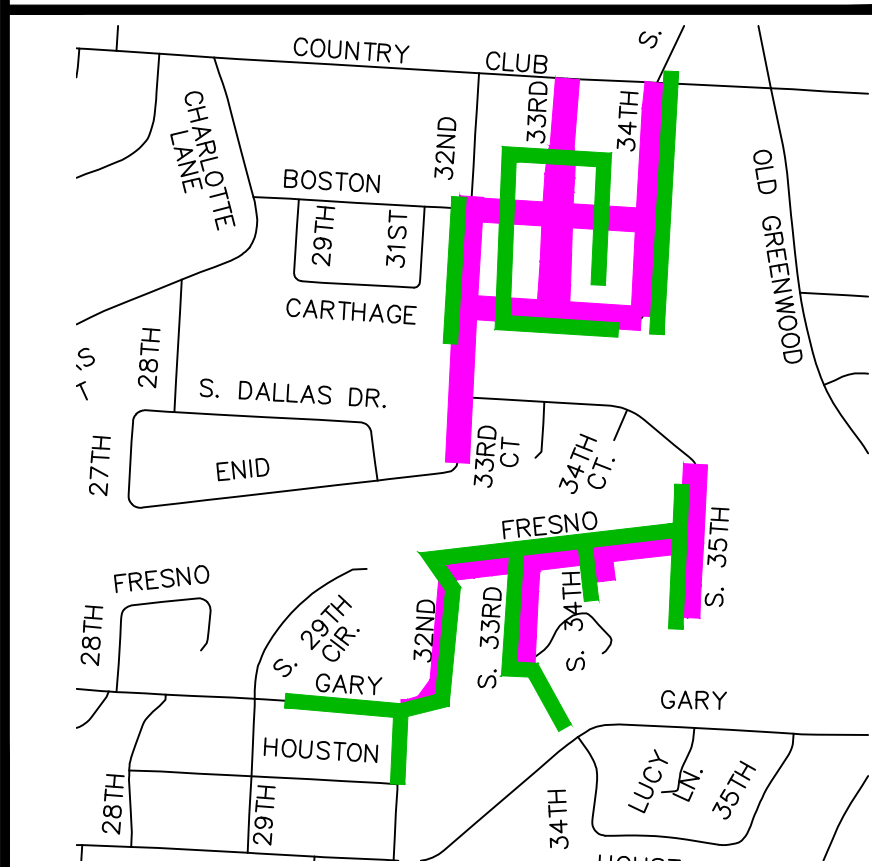 S.
COUNTRY
CLUB
CHARLOTTE
LANE
32ND
33RD
34TH
OLD GREENWOOD
BOSTON
29TH
31ST
CARTHAGE
S
T
28TH
S. DALLAS DR.
27TH
ENID
33RD
CT
34TH
CT.
FRESNO
S. 35TH
FRESNO
28TH
S. 29TH
CIR.
32ND
S. 33RD
S. 34TH
GARY
GARY
HOUSTON
28TH
29TH
34TH
LUCY
LN.
35TH